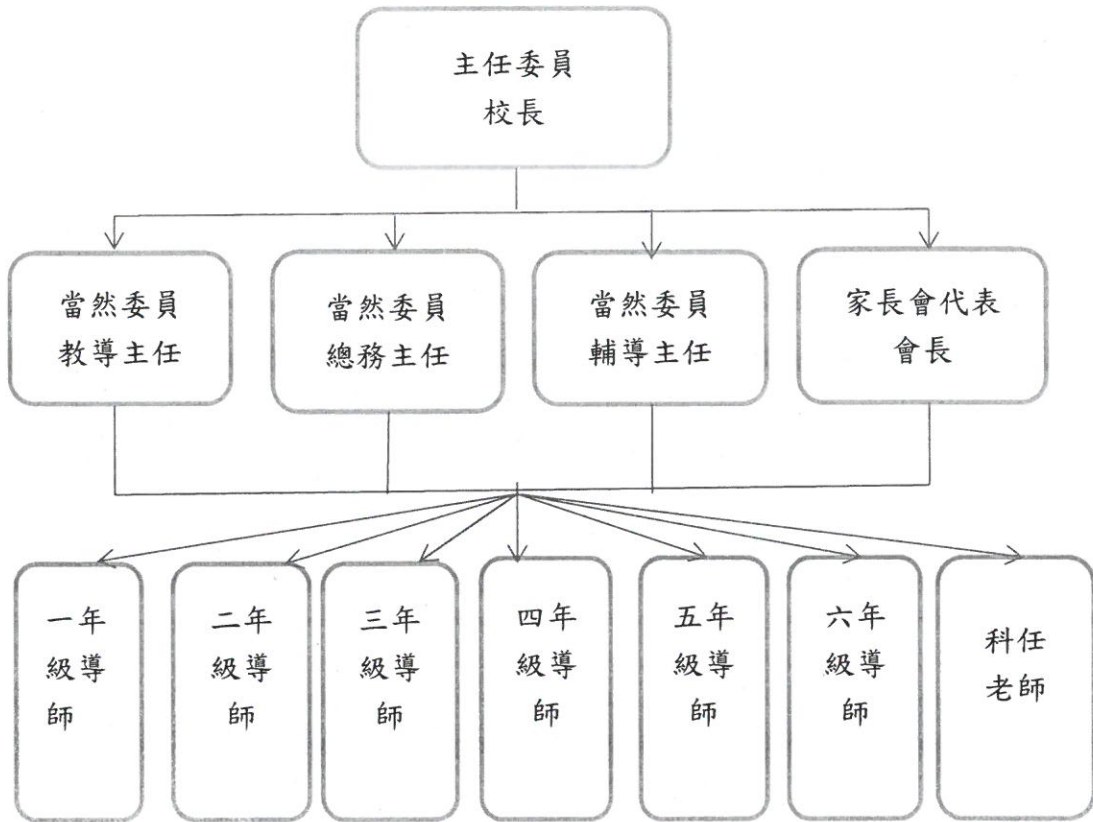 主任委員
校長
當然委員
教導主任
當然委員
總務主任
當然委員
輔導主任
家長會代表
會長
一年
級導
師
二年
級導
師
三年
級導
師
四年
級導
師
五年
級導
師
六年
級導
師
科任
老師